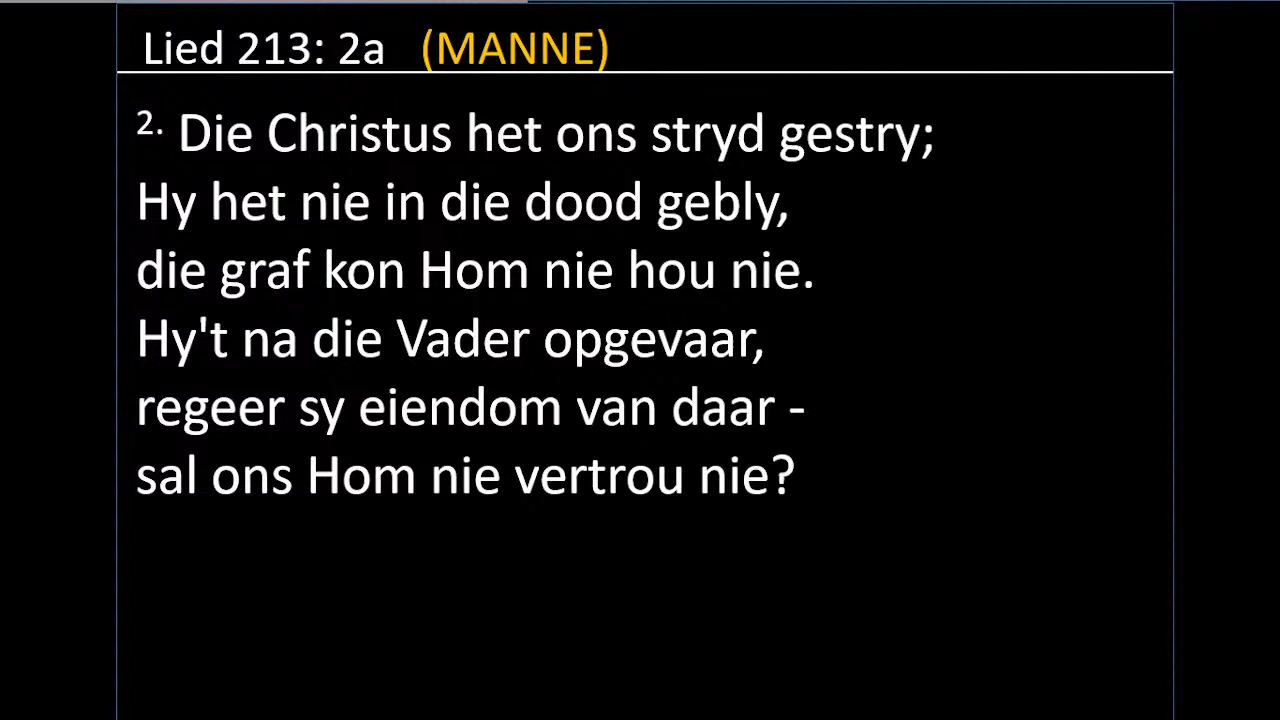 Lied 213: 2a (MANNE)
2. Die Christus het ons stryd gestry;
Hy het nie in die dood gebly,
die graf kon Hom nie hou nie.
Hy't na die Vader opgevaar,
regeer sy eiendom van daar -
sal ons Hom nie vertrou nie?